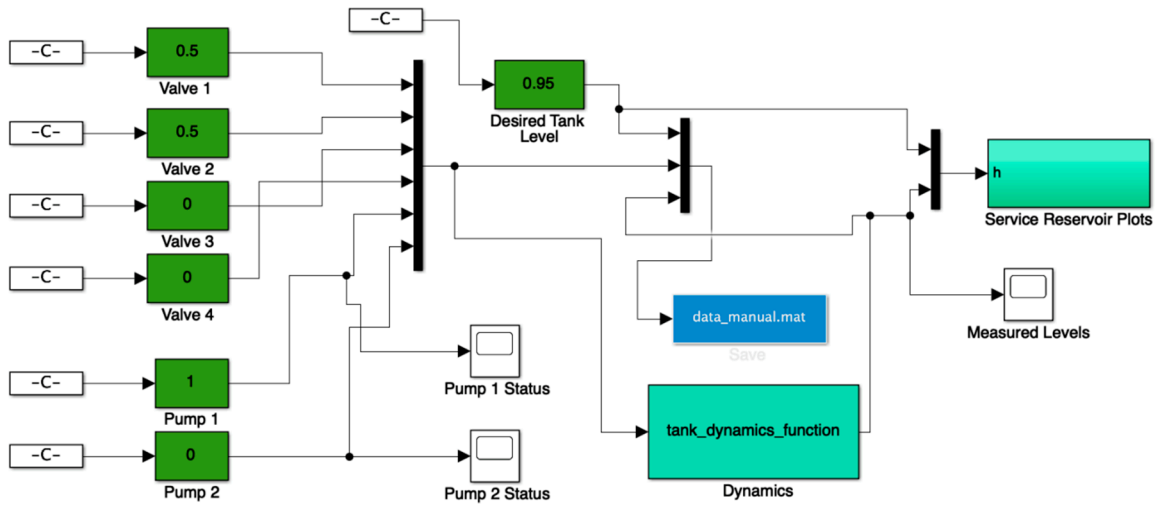 -C-
-C-
0.5
Valve 1
0.95
Desired Tank
Level
-C-
0.5
Valve 2
h
Service Reservoir Plots
-C-
0
Valve 3
-C-
0
Valve 4
data_manual.mat
Save
Measured Levels
Pump 1 Status
-C-
1
Pump 1
tank_dynamics_function
Dynamics
-C-
0
Pump 2
Pump 2 Status